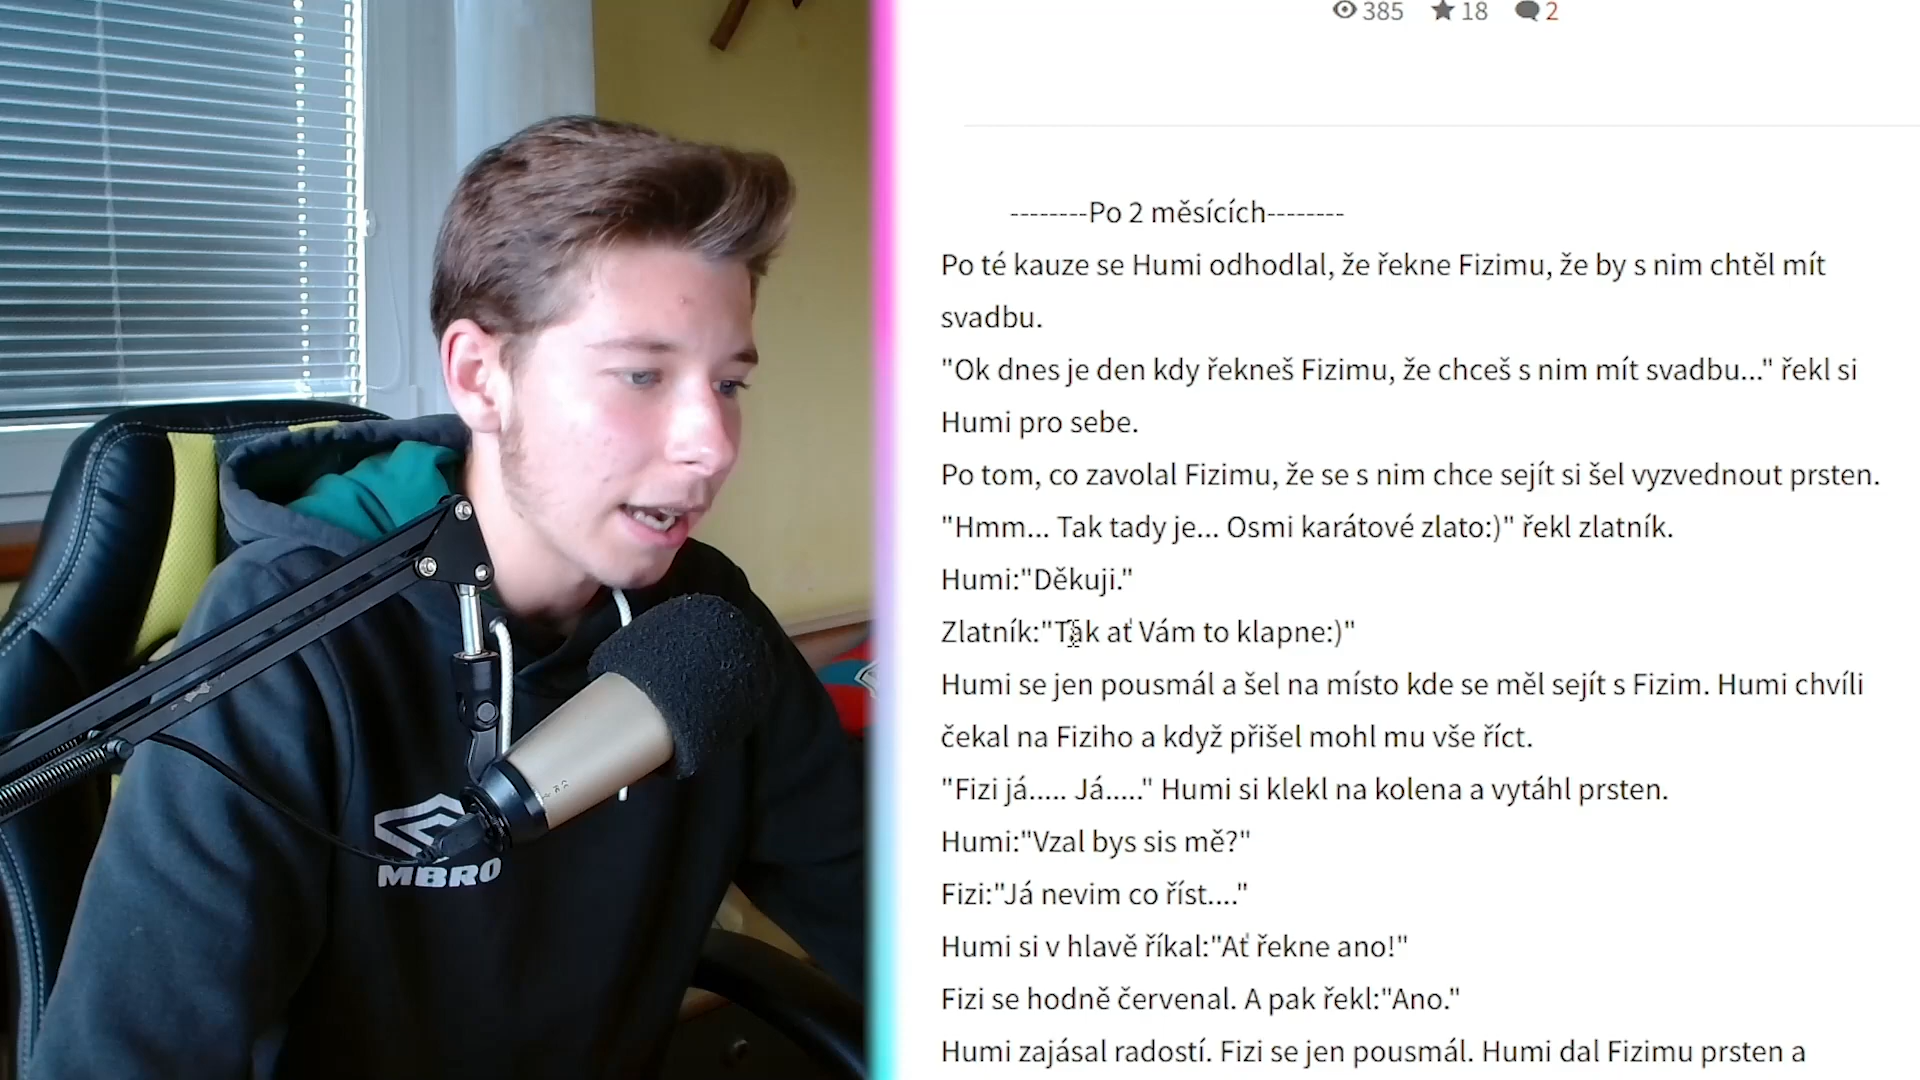 385 18 2
--------Po 2 měsících--------
Po té kauze se Humi odhodlal, že řekne Fizimu, že by s nim chtěl mít
svadbu.
"Ok dnes je den kdy řekneš Fizimu, že chceš s nim mít svadbu..." řekl si
Humi pro sebe.
Po tom, co zavolal Fizimu, že se s nim chce sejít si šel vyzvednout prsten.
"Hmm... Tak tady je... Osmi karátové zlato:)" řekl zlatník.
Humi:"Děkuji."
Zlatník:"Tak ať Vám to klapne:)"
Humi se jen pousmál a šel na místo kde se měl sejít s Fizim. Humi chvíli
čekal na Fiziho a když přišel mohl mu vše říct.
"Fizi já..... Já....." Humi si klekl na kolena a vytáhl prsten.
Humi:"Vzal bys sis mě?"
Fizi:"Já nevim co říst...."
Humi si v hlavě říkal:"Ať řekne ano!"
Fizi se hodně červenal. A pak řekl:"Ano."
Humi zajásal radostí. Fizi se jen pousmál. Humi dal Fizimu prsten a
MBRO